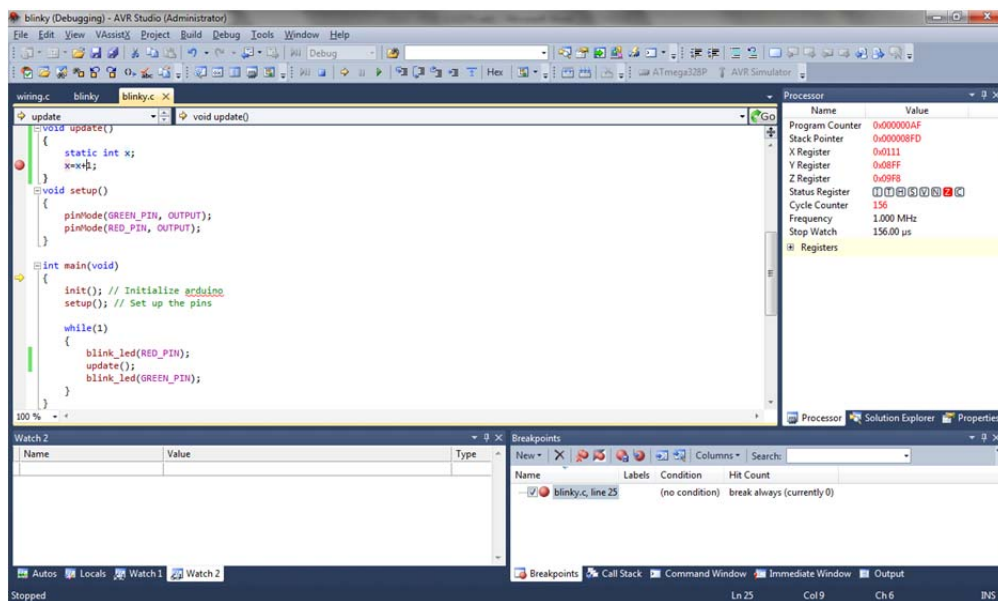 blinky (Debugging) - AVR Studio (Administrator)
File Edit View VAssistX Project Build Debug Tools Window Help
Debug
Hex ATmega328P AVR Simulator
wiring.c blinky blinky.c
update void update() Go
void update()
{
static int x;
x=x+1;
}
void setup()
{
pinMode(GREEN_PIN, OUTPUT);
pinMode(RED_PIN, OUTPUT);
}
int main(void)
{
init(); // Initialize arduino
setup(); // Set up the pins
while(1)
{
blink_led(RED_PIN);
update();
blink_led(GREEN_PIN);
}
}
100 %
Processor
Name Value
Program Counter 0x000000AF
Stack Pointer 0x000008FD
X Register 0x0111
Y Register 0x08FF
Z Register 0x09F8
Status Register I T H S V N Z C
Cycle Counter 156
Frequency 1.000 MHz
Stop Watch 156.00 µs
Registers
Processor Solution Explorer Properties
Watch 2
Name Value Type
Autos Locals Watch 1 Watch 2
Breakpoints
New Columns Search:
Name Labels Condition Hit Count
blinky.c, line 25 (no condition) break always (currently 0)
Breakpoints Call Stack Command Window Immediate Window Output
Stopped Ln 25 Col 9 Ch 6 INS